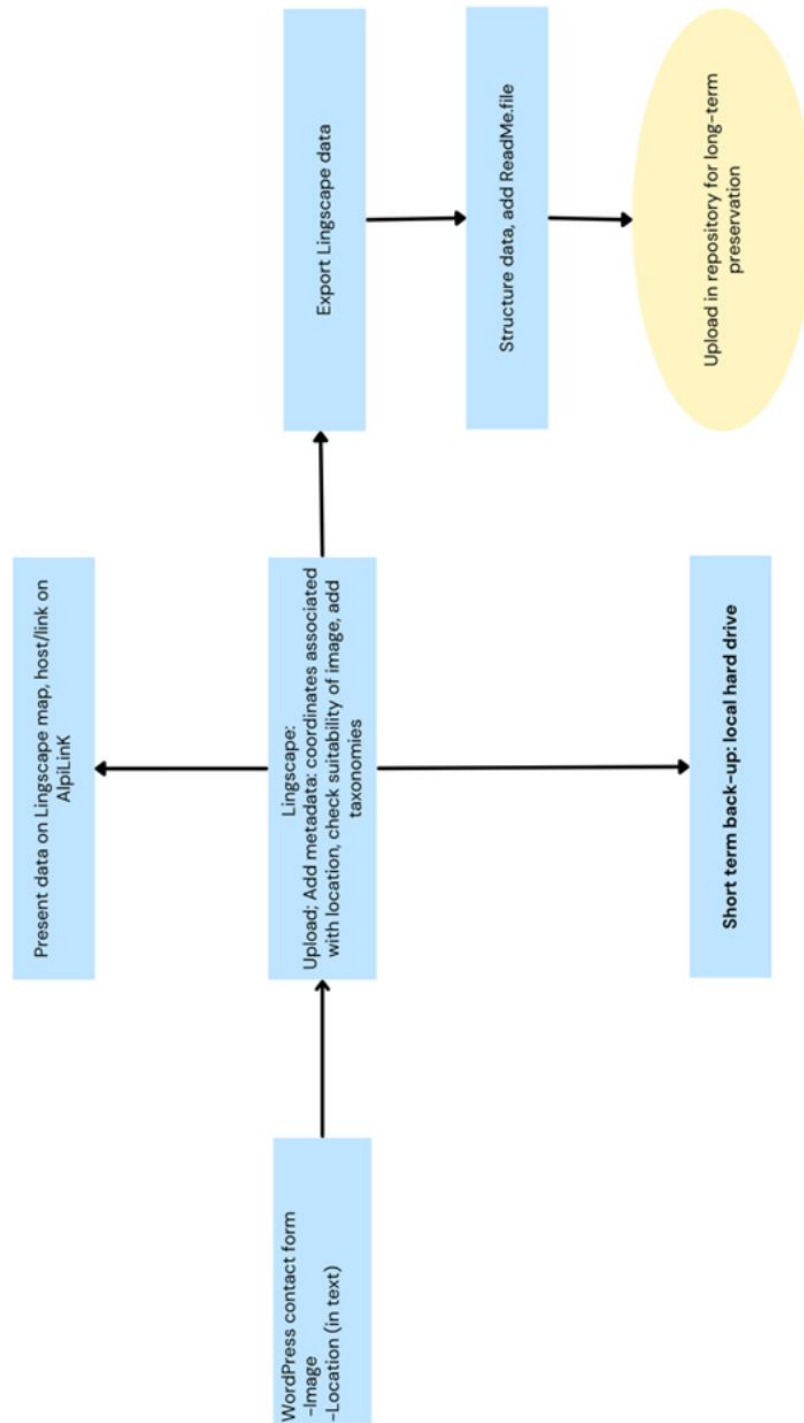 WordPress contact form
-Image
-Location (in text)
Present data on Lingscape map, host/link on
AlpiLinK
Lingscape:
Upload; Add metadata: coordinates associated
with location, check suitability of image, add
taxonomies
Short term back-up: local hard drive
Export Lingscape data
Structure data, add ReadMe.file
Upload in repository for long-term
preservation